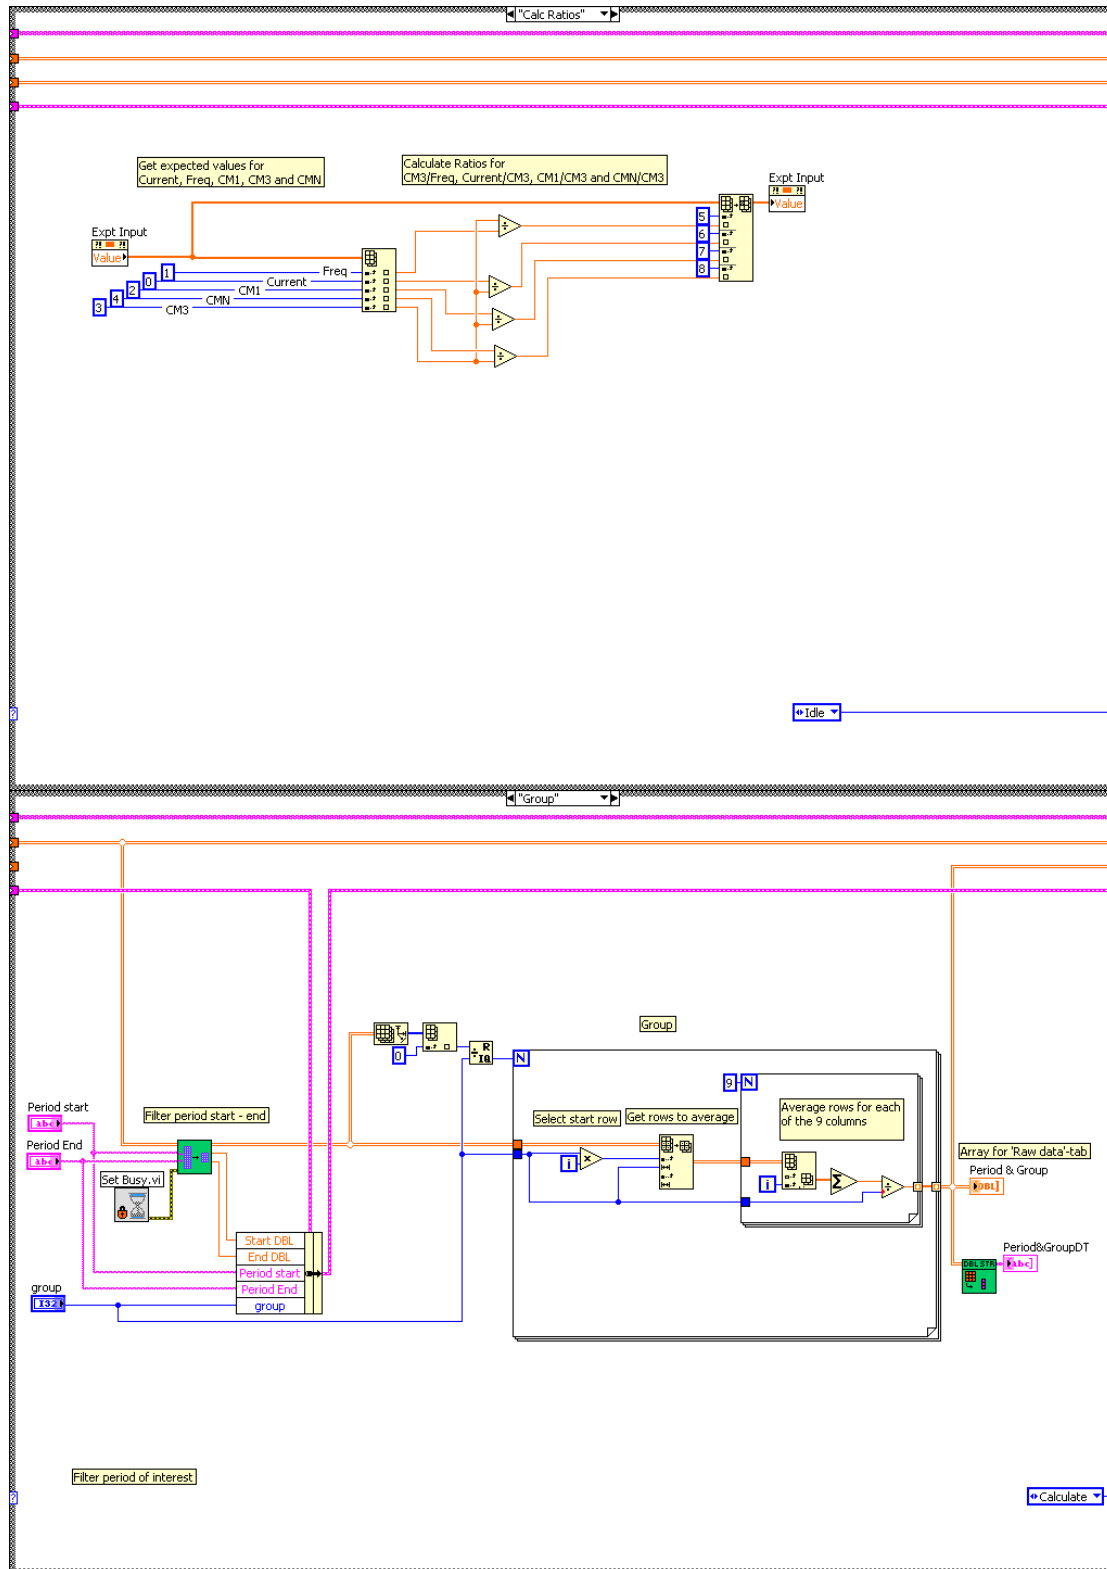 "Calc Ratios"
Get expected values for
Current, Freq, CM1, CM3 and CMN
Calculate Ratios for
CM3/Freq, Current/CM3, CM1/CM3 and CMN/CM3
Expt Input
Value
Expt Input
Value
5
6
7
8
1
Freq
0
Current
2
CM1
4
CMN
3
CM3
Idle
"Group"
Group
0
R
IQ
N
9
N
Period start
abc
Filter period start - end
Period End
abc
Set Busy.vi
Select start row
Get rows to average
Average rows for each
of the 9 columns
i
i
Array for 'Raw data'-tab
Period & Group
DBL]
Start DBL
End DBL
Period start
Period End
group
group
I32
Period&GroupDT
abc]
DBL STR
Filter period of interest
Calculate